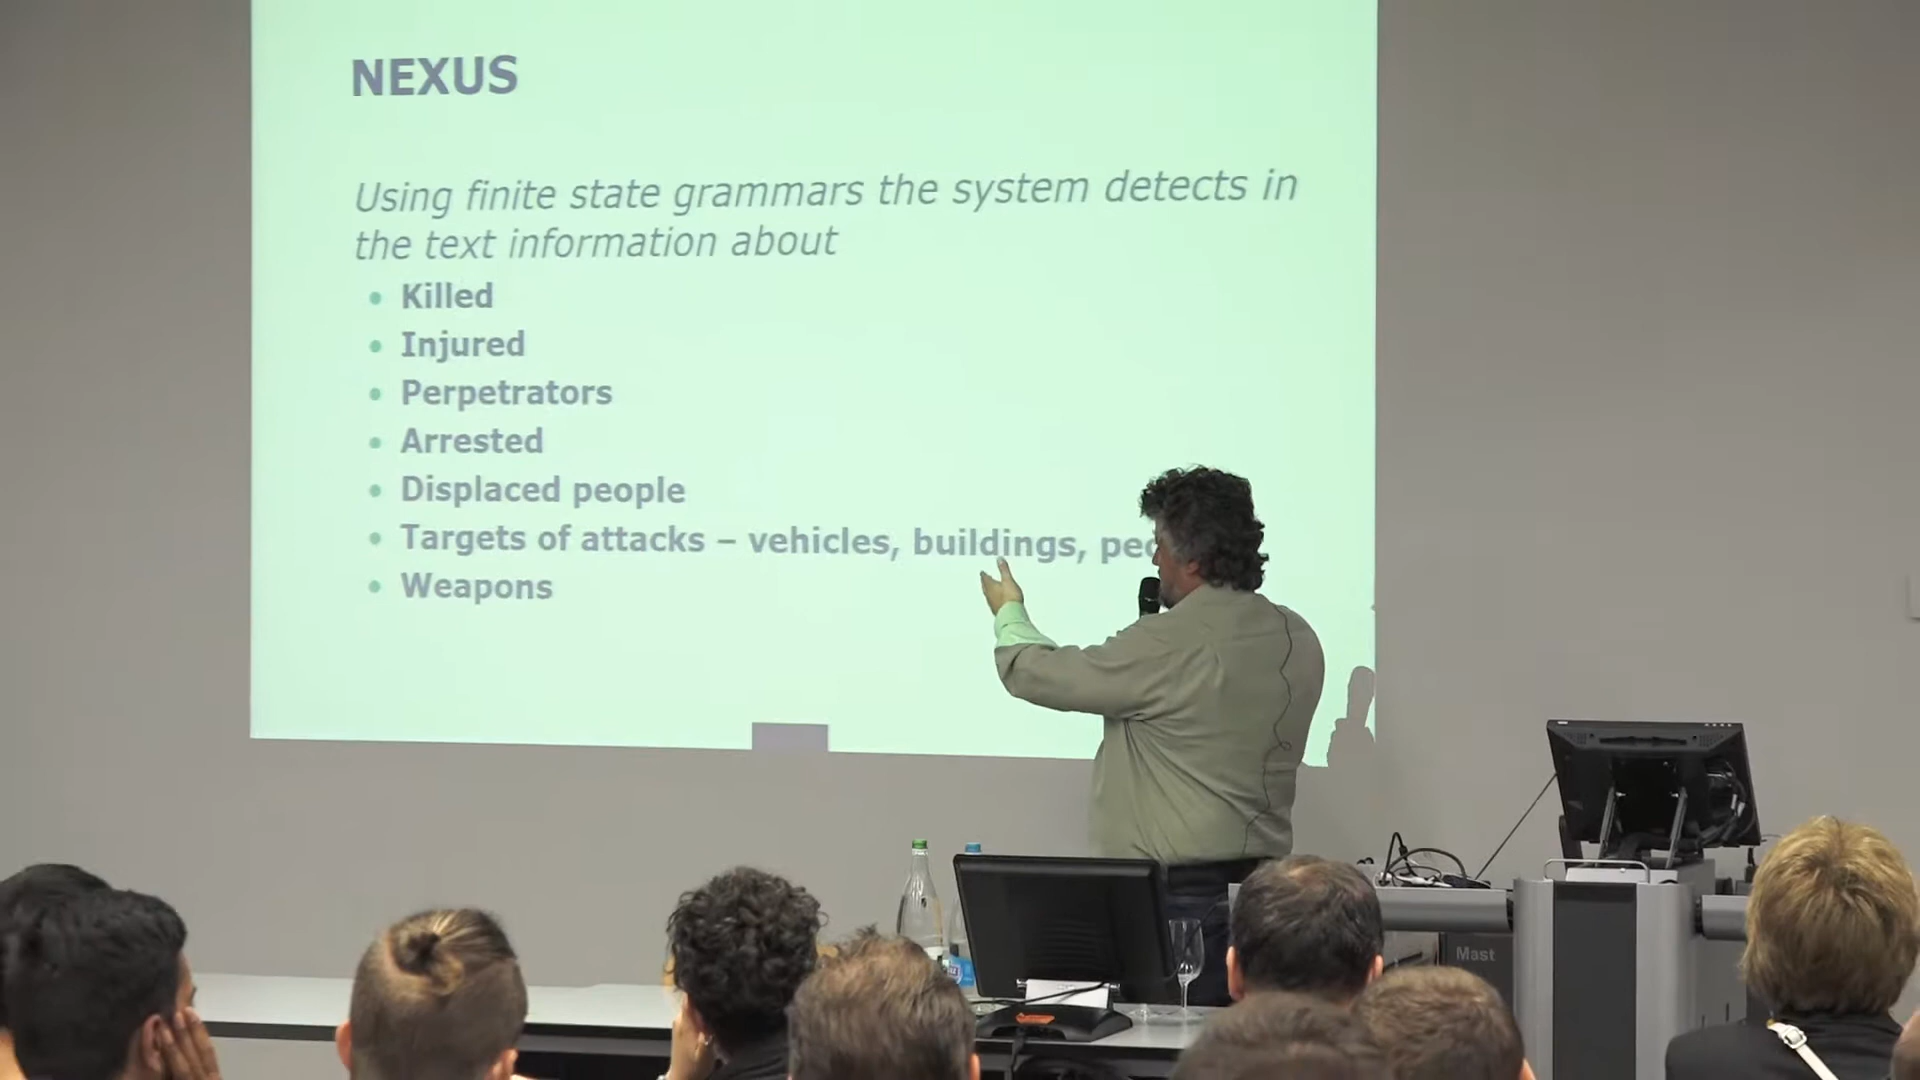 NEXUS
Using finite state grammars the system detects in
the text information about
• Killed
• Injured
• Perpetrators
• Arrested
• Displaced people
• Targets of attacks – vehicles, buildings,
• Weapons
Mast